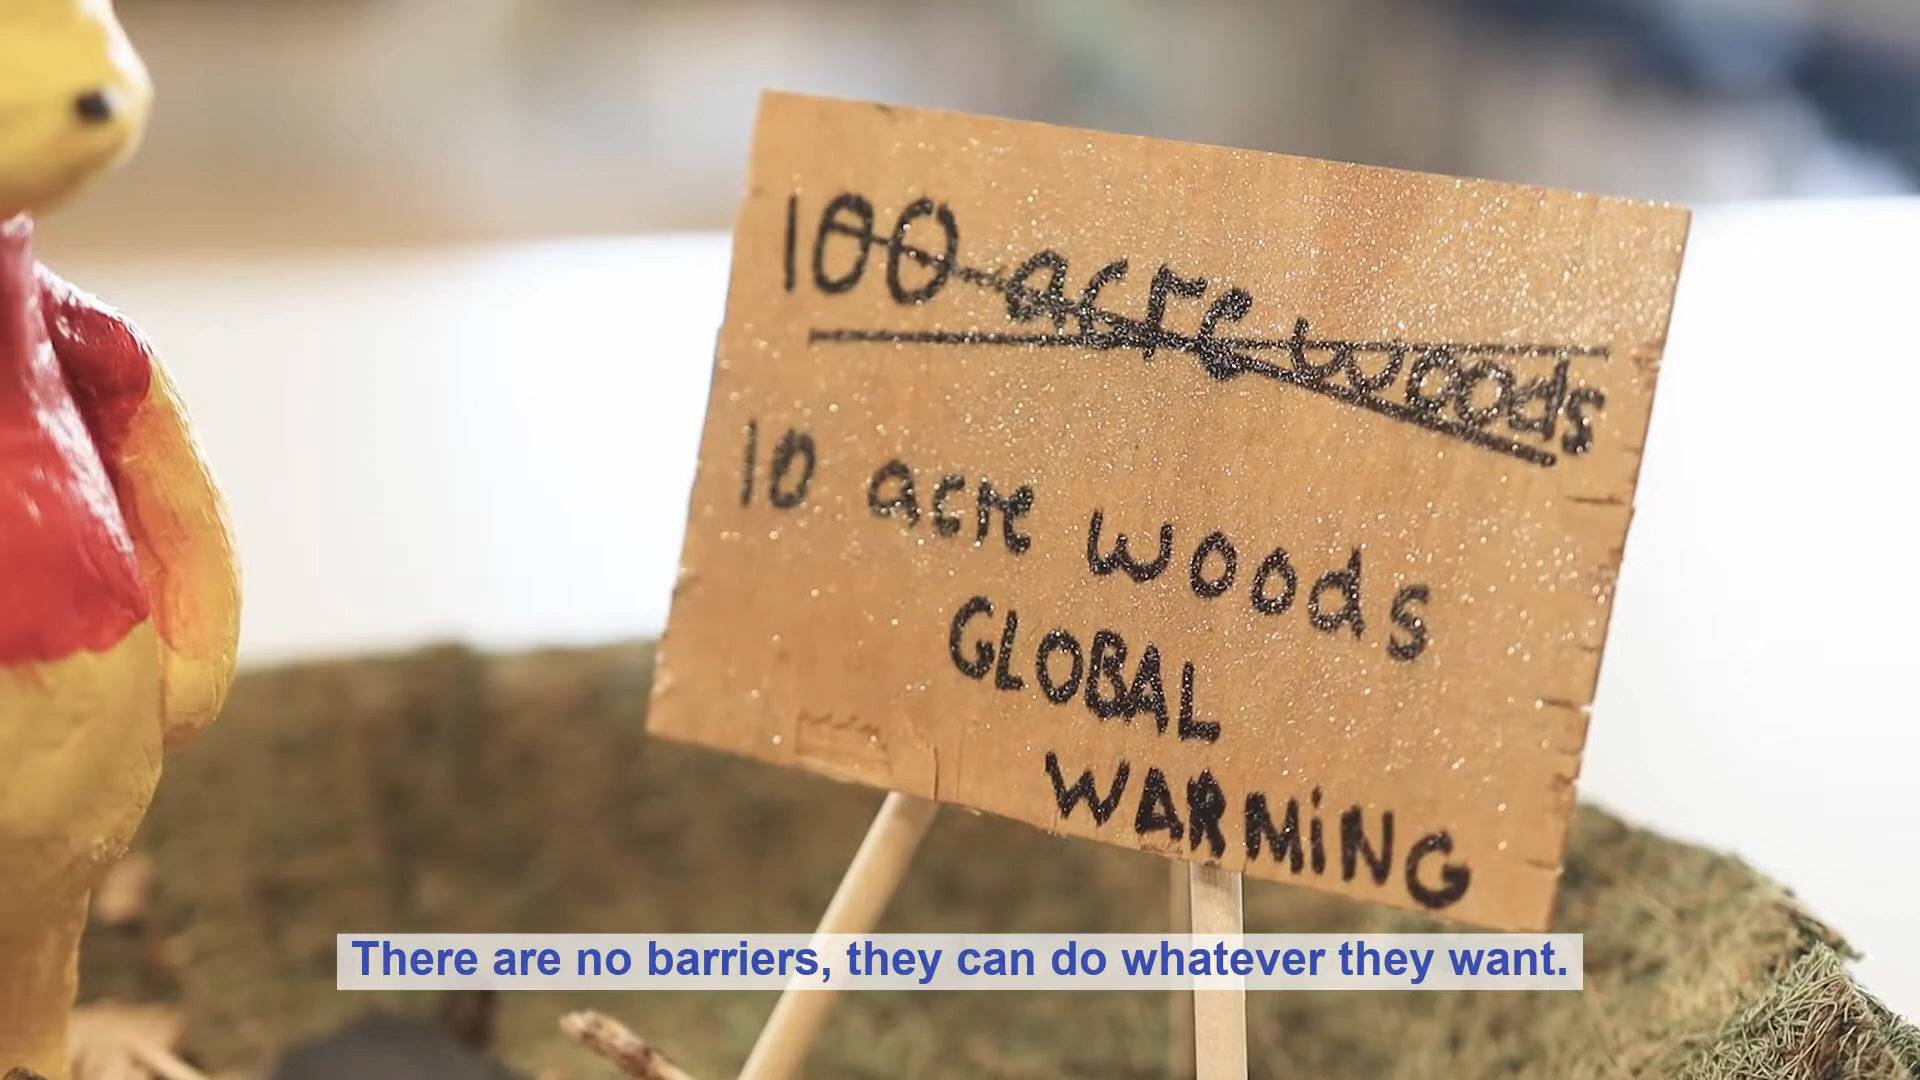 100 acre woods
10 acre woods
GLOBAL
WARMiNG
There are no barriers, they can do whatever they want.